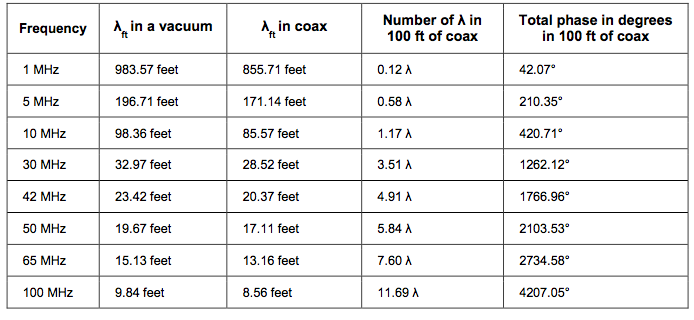 Frequency λft in a vacuum λft in coax Number of λ in 100 ft of coax Total phase in degrees in 100 ft of coax
1 MHz 983.57 feet 855.71 feet 0.12 λ 42.07°
5 MHz 196.71 feet 171.14 feet 0.58 λ 210.35°
10 MHz 98.36 feet 85.57 feet 1.17 λ 420.71°
30 MHz 32.97 feet 28.52 feet 3.51 λ 1262.12°
42 MHz 23.42 feet 20.37 feet 4.91 λ 1766.96°
50 MHz 19.67 feet 17.11 feet 5.84 λ 2103.53°
65 MHz 15.13 feet 13.16 feet 7.60 λ 2734.58°
100 MHz 9.84 feet 8.56 feet 11.69 λ 4207.05°